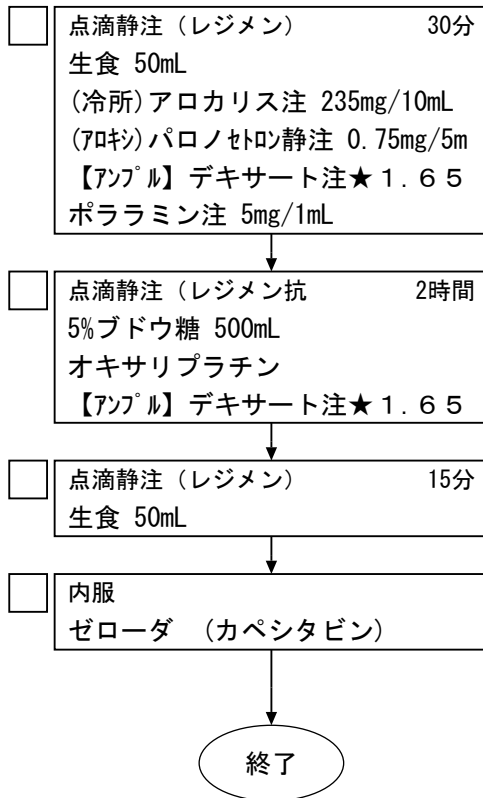 点滴静注（レジメン） 30分
生食 50mL
(冷所)アロカリス注 235mg/10mL
(ｱﾛｷｼ)パロノｾﾄﾛﾝ静注 0.75mg/5m
【ｱﾝﾌﾟﾙ】デキサート注★１.６５
ポララミン注 5mg/1mL
点滴静注（レジメン抗 2時間
5%ブドウ糖 500mL
オキサリプラチン
【ｱﾝﾌﾟﾙ】デキサート注★１.６５
点滴静注（レジメン） 15分
生食 50mL
内服
ゼローダ （カペシタビン）
終了